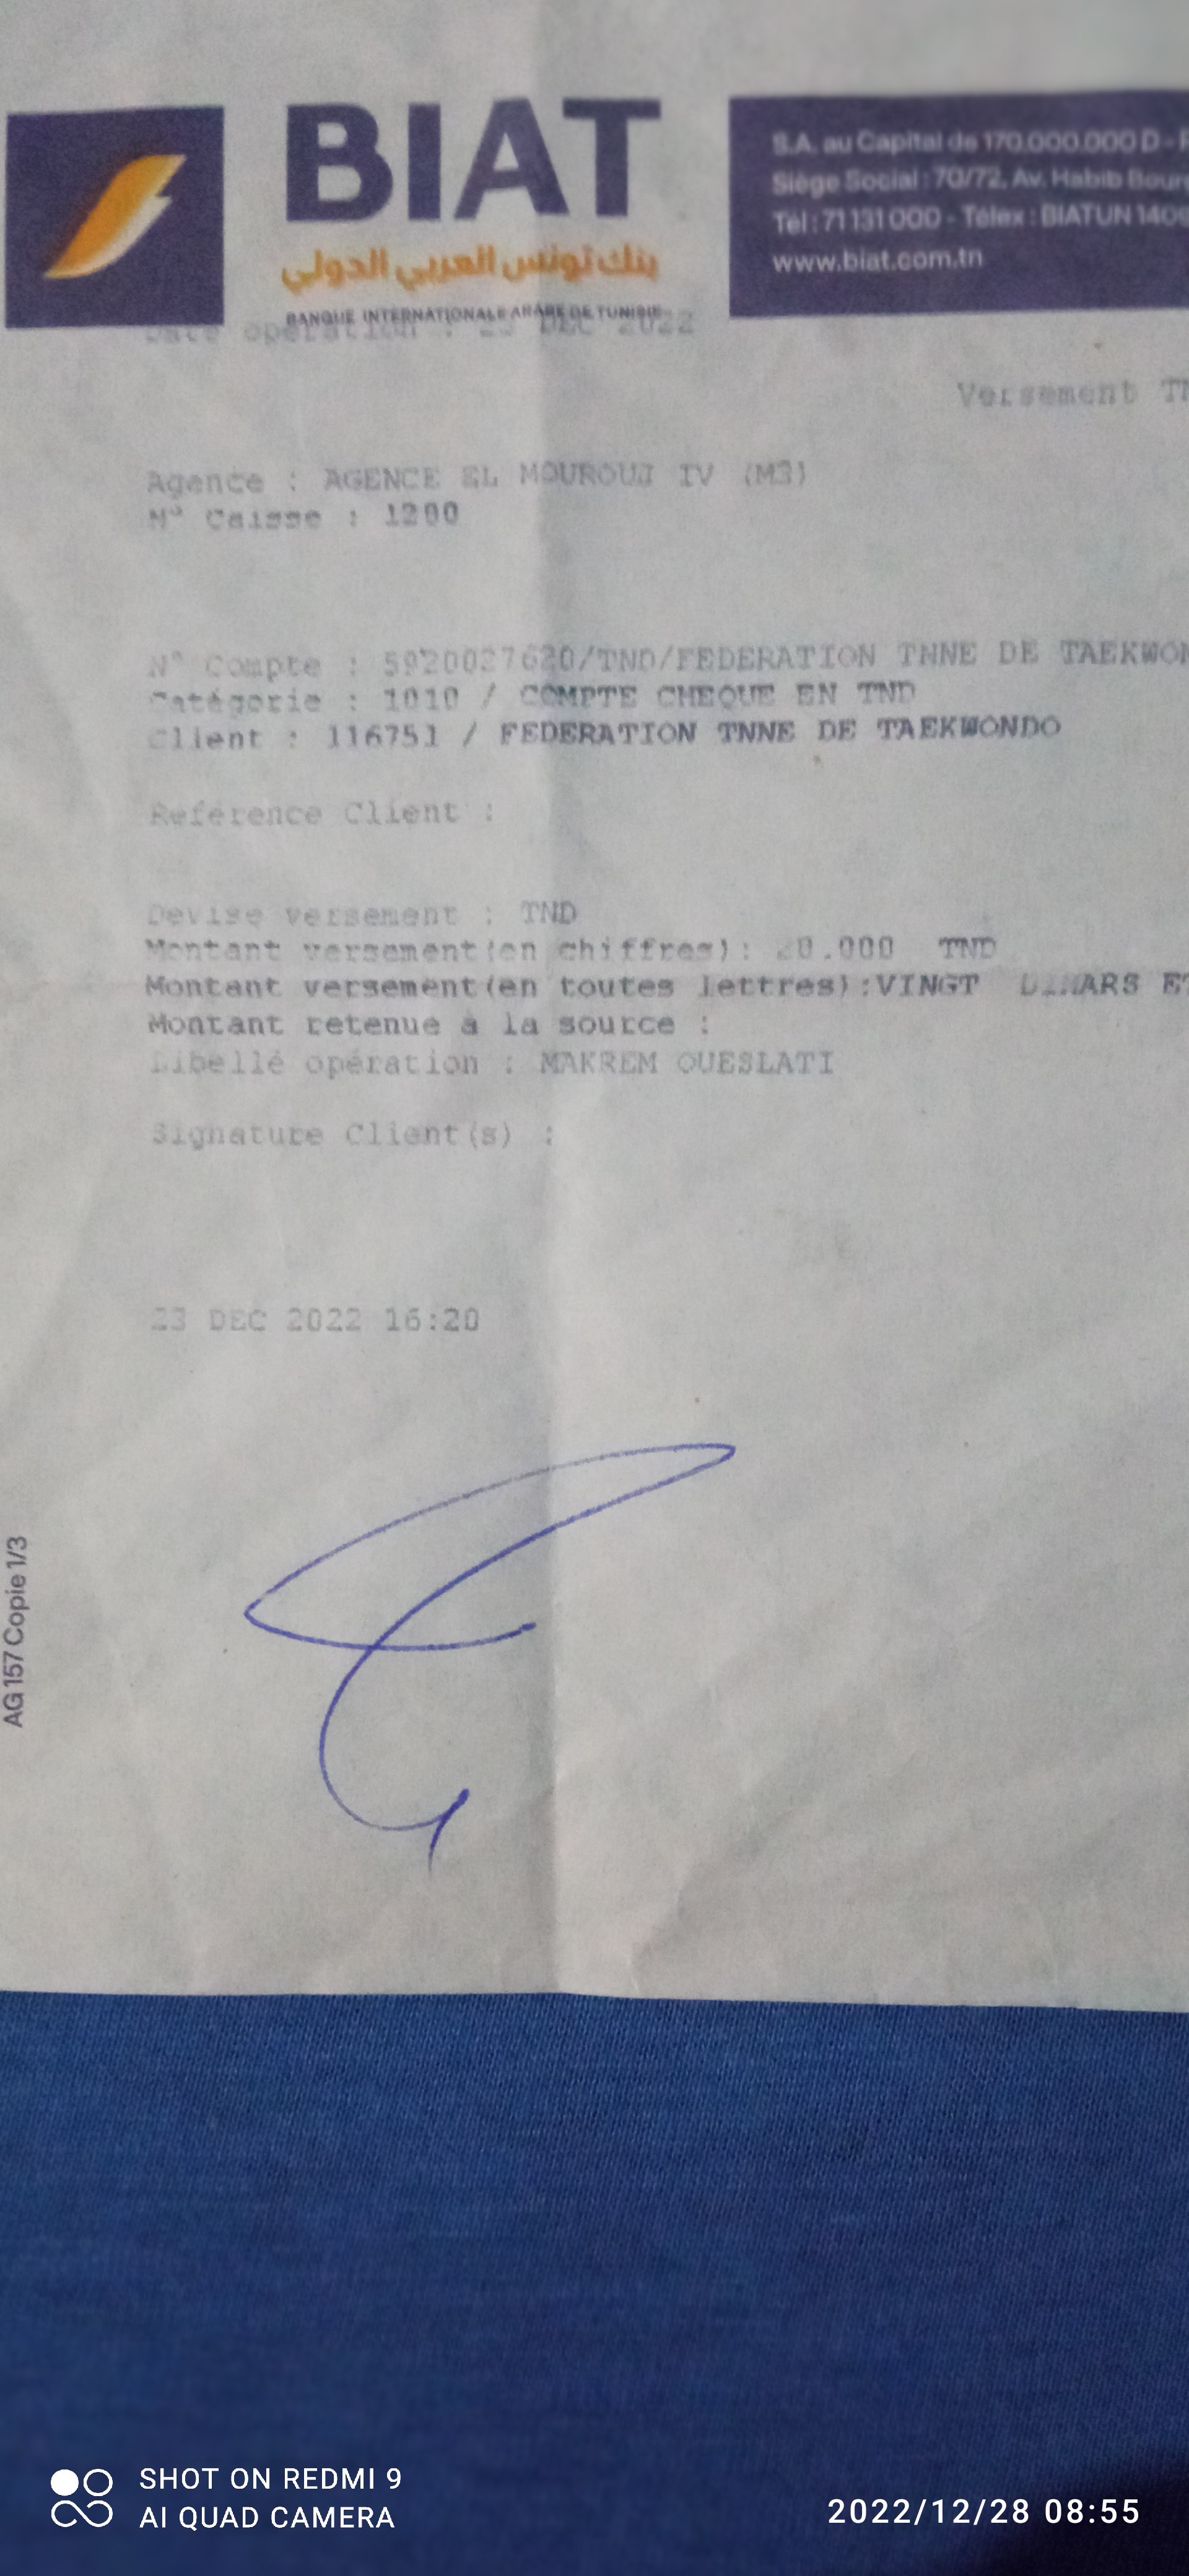 BIAT
بنك تونس العربي الدولي
BANQUE INTERNATIONALE ARABE DE TUNISIE
S.A. au Capital de 170.000.000 D -
Siège Social : 70/72, Av. Habib
Tél : 71 131 000 - Télex : BIATUN
www.biat.com.tn
Date opération : 23 DEC 2022
Versement
Agence : AGENCE EL MOUROUJ IV (M3)
N° Caisse : 1200
N° Compte : 5920027620/TND/FEDERATION TNNE DE
Catégorie : 1010 / COMPTE CHEQUE EN TND
Client : 116751 / FEDERATION TNNE DE TAEKWONDO
Référence Client :
Devise versement : TND
Montant versement(en chiffres): 20.000 TND
Montant versement(en toutes lettres):VINGT DINARS ET
Montant retenue à la source :
Libellé opération : MAKREM OUESLATI
Signature Client(s) :
23 DEC 2022 16:20
AG 157 Copie 1/3
SHOT ON REDMI 9
AI QUAD CAMERA
2022/12/28 08:55